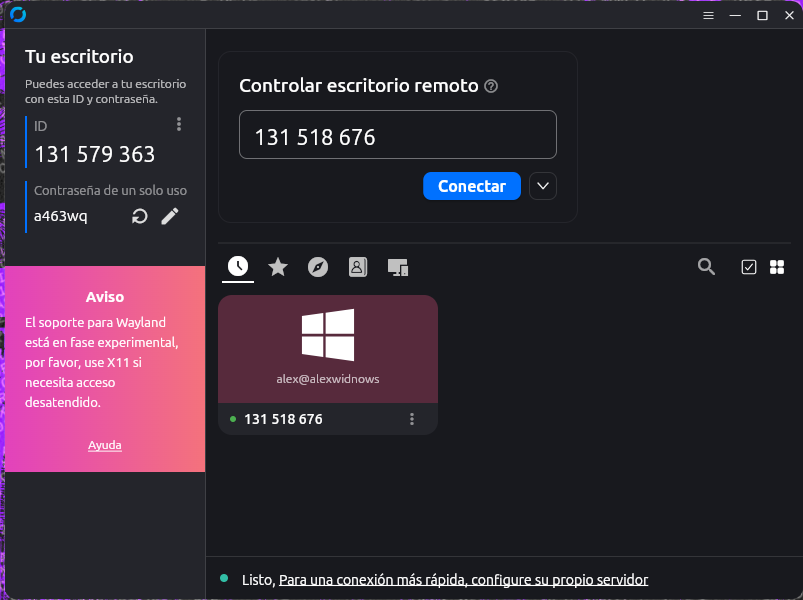 Tu escritorio
Puedes acceder a tu escritorio
con esta ID y contraseña.
ID
131 579 363
Contraseña de un solo uso
a463wq
Aviso
El soporte para Wayland
está en fase experimental,
por favor, use X11 si
necesita acceso
desatendido.
Ayuda
Controlar escritorio remoto
131 518 676
Conectar
alex@alexwidnows
131 518 676
Listo, Para una conexión más rápida, configure su propio servidor